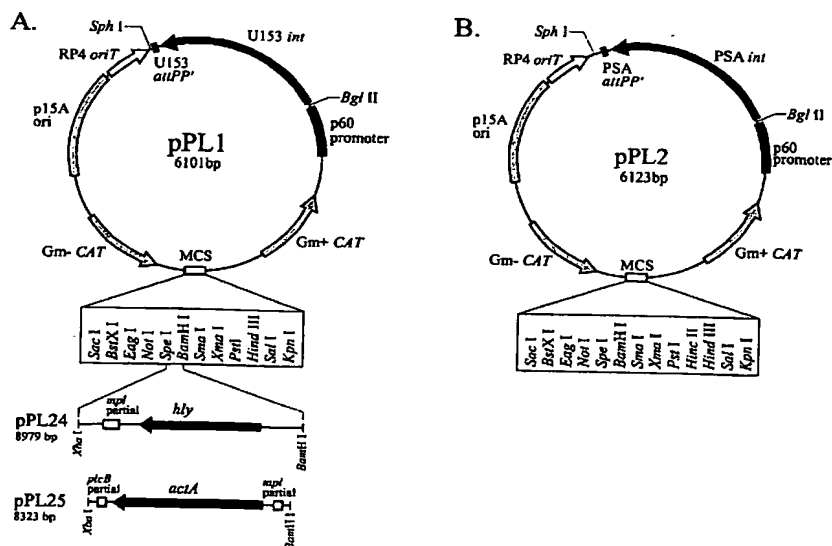 A.
Sph I
U153 int
RP4 oriT
U153
attPP'
Bgl II
p15A
ori
p60
promoter
pPL1
6101bp
Gm- CAT
Gm+ CAT
MCS
Sac I
BstX I
Eag I
Not I
Spe I
BamH I
Sma I
Xma I
Pst I
Hind III
Sal I
Kpn I
pPL24
8979 bp
mpl
partial
hly
Xba I
BamH I
pPL25
8323 bp
plcB
partial
actA
mpl
partial
Xba I
BamH I
B.
Sph I
PSA int
RP4 oriT
PSA
attPP'
Bgl II
p15A
ori
p60
promoter
pPL2
6123bp
Gm- CAT
Gm+ CAT
MCS
Sac I
BstX I
Eag I
Not I
Spe I
BamH I
Sma I
Xma I
Pst I
Hinc II
Hind III
Sal I
Kpn I